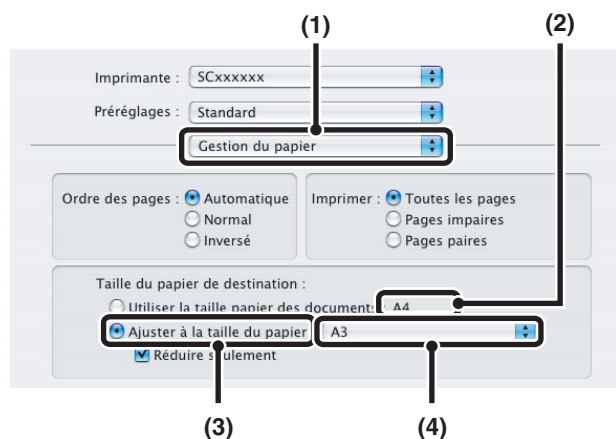 (1) (2)
Imprimante : SCxxxxxx
Préréglages : Standard
Gestion du papier
Ordre des pages : Automatique
Normal
Inversé
Imprimer : Toutes les pages
Pages impaires
Pages paires
Taille du papier de destination :
Utiliser la taille papier des documents : A4
Ajuster à la taille du papier A3
Réduire seulement
(3) (4)